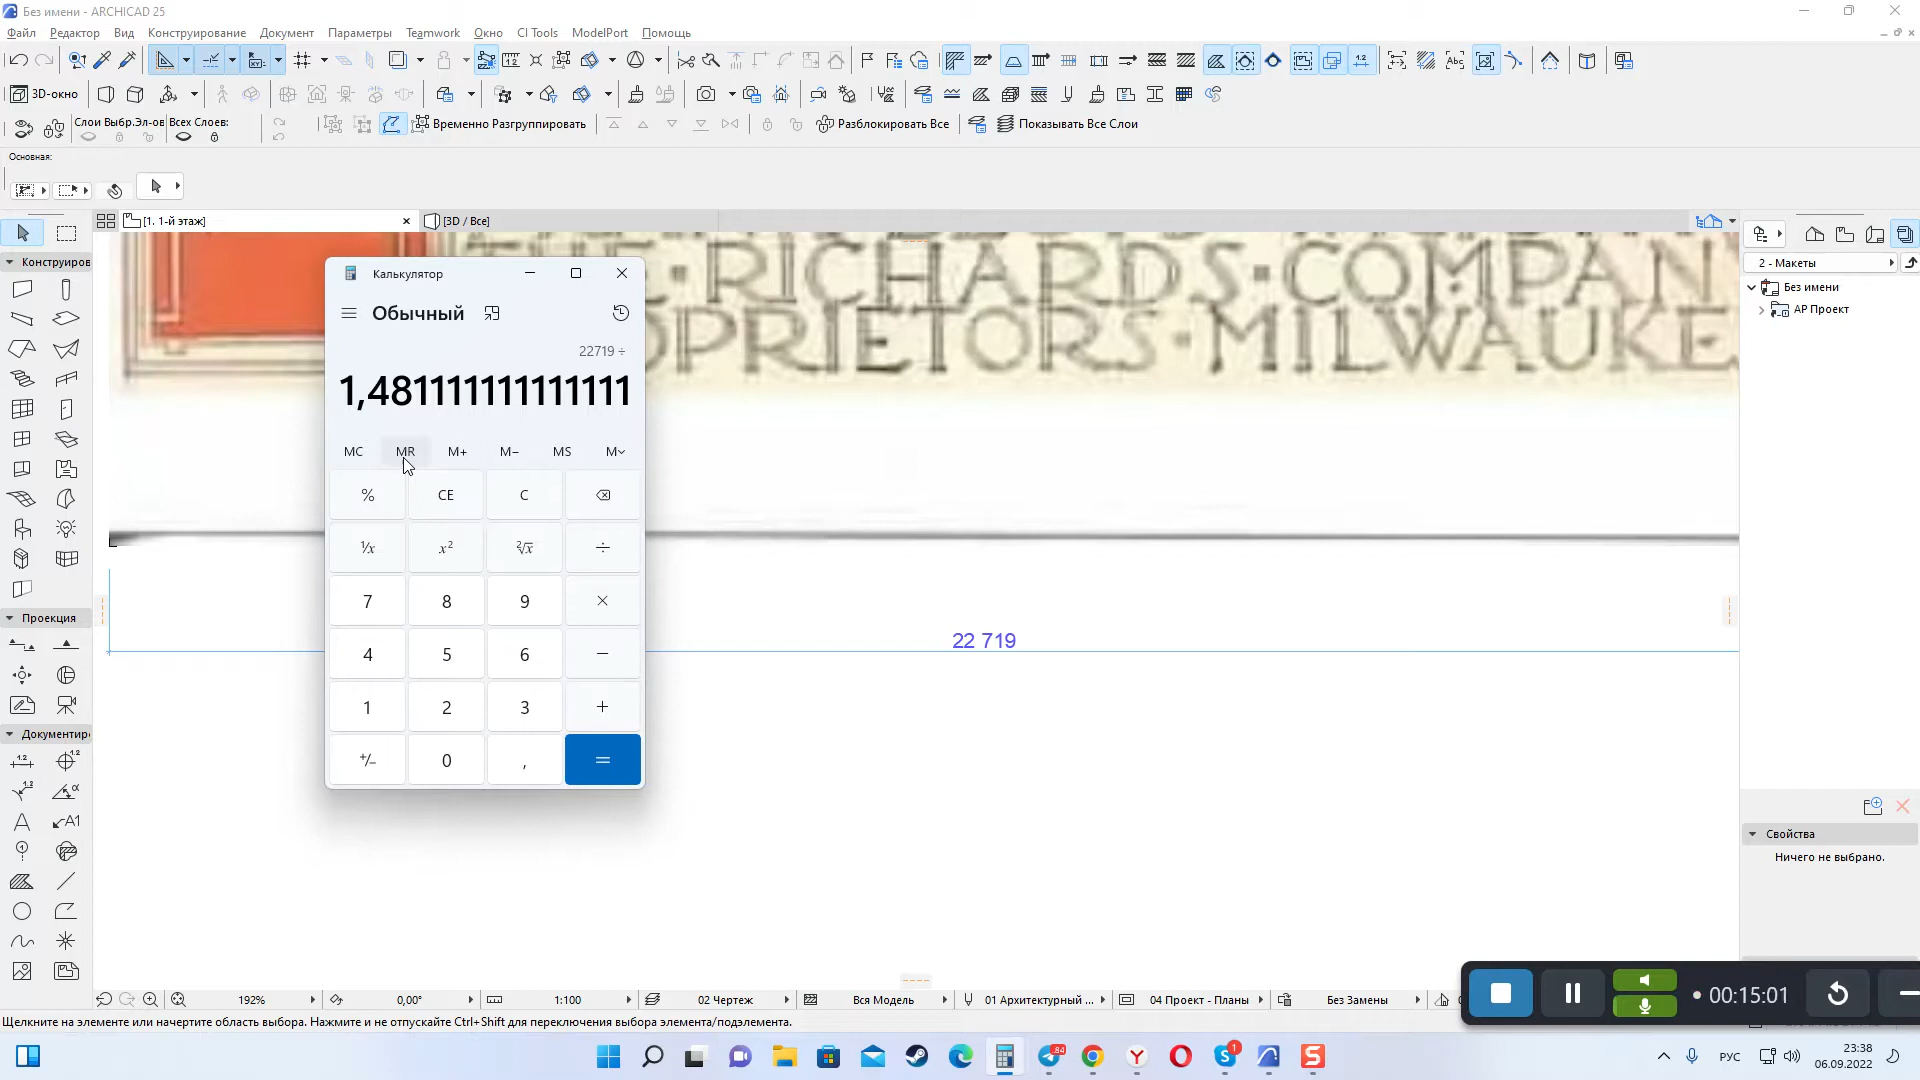 Без имени - ARCHICAD 25
Файл Редактор Вид Конструирование Документ Параметры Teamwork Окно CI Tools ModelPort Помощь
3D-окно
Слои Выбр.Эл-ов Всех Слоев:
Временно Разгруппировать
Разблокировать Все
Показывать Все Слои
Основная:
[1. 1-й этаж]
[3D / Все]
Конструиров
Проекция
Документир
RICHARDS · COMPAN
OPRIETORS · MILWAUKE
Калькулятор
Обычный
22719 ÷
1,481111111111111
MC MR M+ M− MS M
% CE C
¹/x x² ²√x ÷
7 8 9 ×
4 5 6 −
1 2 3 +
+/− 0 , =
22 719
2 - Макеты
Без имени
АР Проект
Свойства
Ничего не выбрано.
192% 0,00° 1:100 02 Чертеж Вся Модель 01 Архитектурный ... 04 Проект - Планы Без Замены
Щелкните на элементе или начертите область выбора. Нажмите и не отпускайте Ctrl+Shift для переключения выбора элемента/подэлемента.
00:15:01
84
1
РУС
23:38
06.09.2022